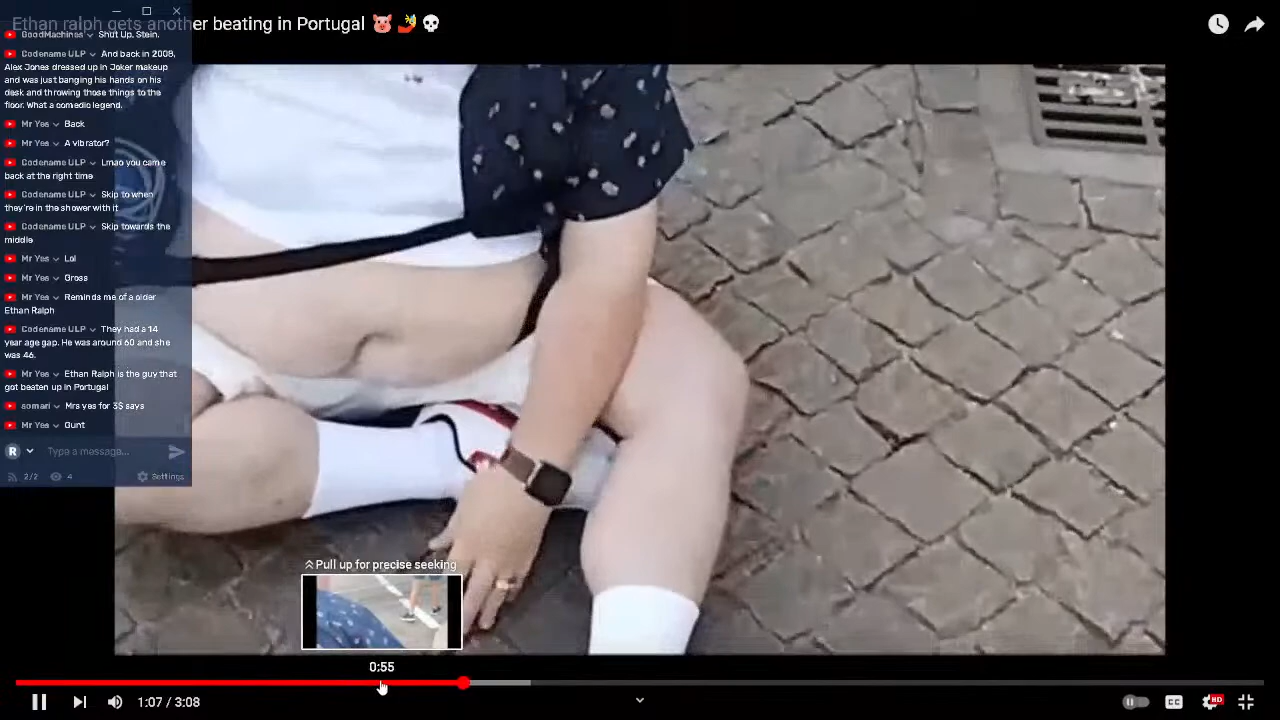 Ethan ralph gets another beating in Portugal 🐷 🤳 💀
GoodMachines Shut Up, Stein.
Codename ULP And back in 2008,
Alex Jones dressed up in Joker makeup
and was just banging his hands on his
desk and throwing those things to the
floor. What a comedic legend.
Mr Yes Back
Mr Yes A vibrator?
Codename ULP Lmao you came
back at the right time
Codename ULP Skip to when
they're in the shower with it
Codename ULP Skip towards the
middle
Mr Yes Lol
Mr Yes Gross
Mr Yes Reminds me of a older
Ethan Ralph
Codename ULP They had a 14
year age gap. He was around 60 and she
was 46.
Mr Yes Ethan Ralph is the guy that
got beaten up in Portugal
somari Mrs yes for 3$ says
Mr Yes Gunt
R Type a message...
2/2 4 Settings
Pull up for precise seeking
0:55
1:07 / 3:08
CC HD